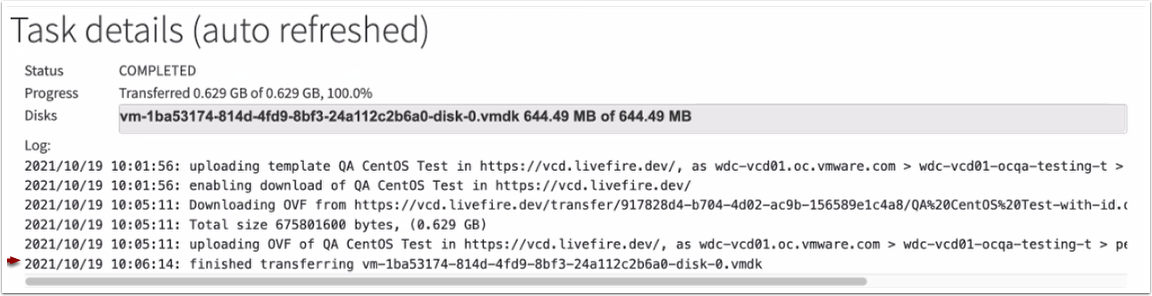 Task details (auto refreshed)
Status COMPLETED
Progress Transferred 0.629 GB of 0.629 GB, 100.0%
Disks vm-1ba53174-814d-4fd9-8bf3-24a112c2b6a0-disk-0.vmdk 644.49 MB of 644.49 MB
Log:
2021/10/19 10:01:56: uploading template QA CentOS Test in https://vcd.livefire.dev/, as wdc-vcd01.oc.vmware.com > wdc-vcd01-ocqa-testing-t >
2021/10/19 10:01:56: enabling download of QA CentOS Test in https://vcd.livefire.dev/
2021/10/19 10:05:11: Downloading OVF from https://vcd.livefire.dev/transfer/917828d4-b704-4d02-ac9b-156589e1c4a8/QA%20CentOS%20Test-with-id.o
2021/10/19 10:05:11: Total size 675801600 bytes, (0.629 GB)
2021/10/19 10:05:11: uploading OVF of QA CentOS Test in https://vcd.livefire.dev/, as wdc-vcd01.oc.vmware.com > wdc-vcd01-ocqa-testing-t > pe
2021/10/19 10:06:14: finished transferring vm-1ba53174-814d-4fd9-8bf3-24a112c2b6a0-disk-0.vmdk